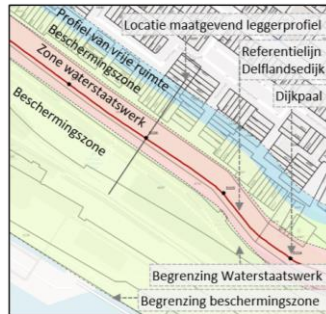 Locatie maatgevend leggerprofiel
Profiel van vrije ruimte
Beschermingszone
Referentielijn
Delflandsedijk
Zone waterstaatswerk
Dijkpaal
Beschermingszone
Begrenzing Waterstaatswerk
Begrenzing beschermingszone